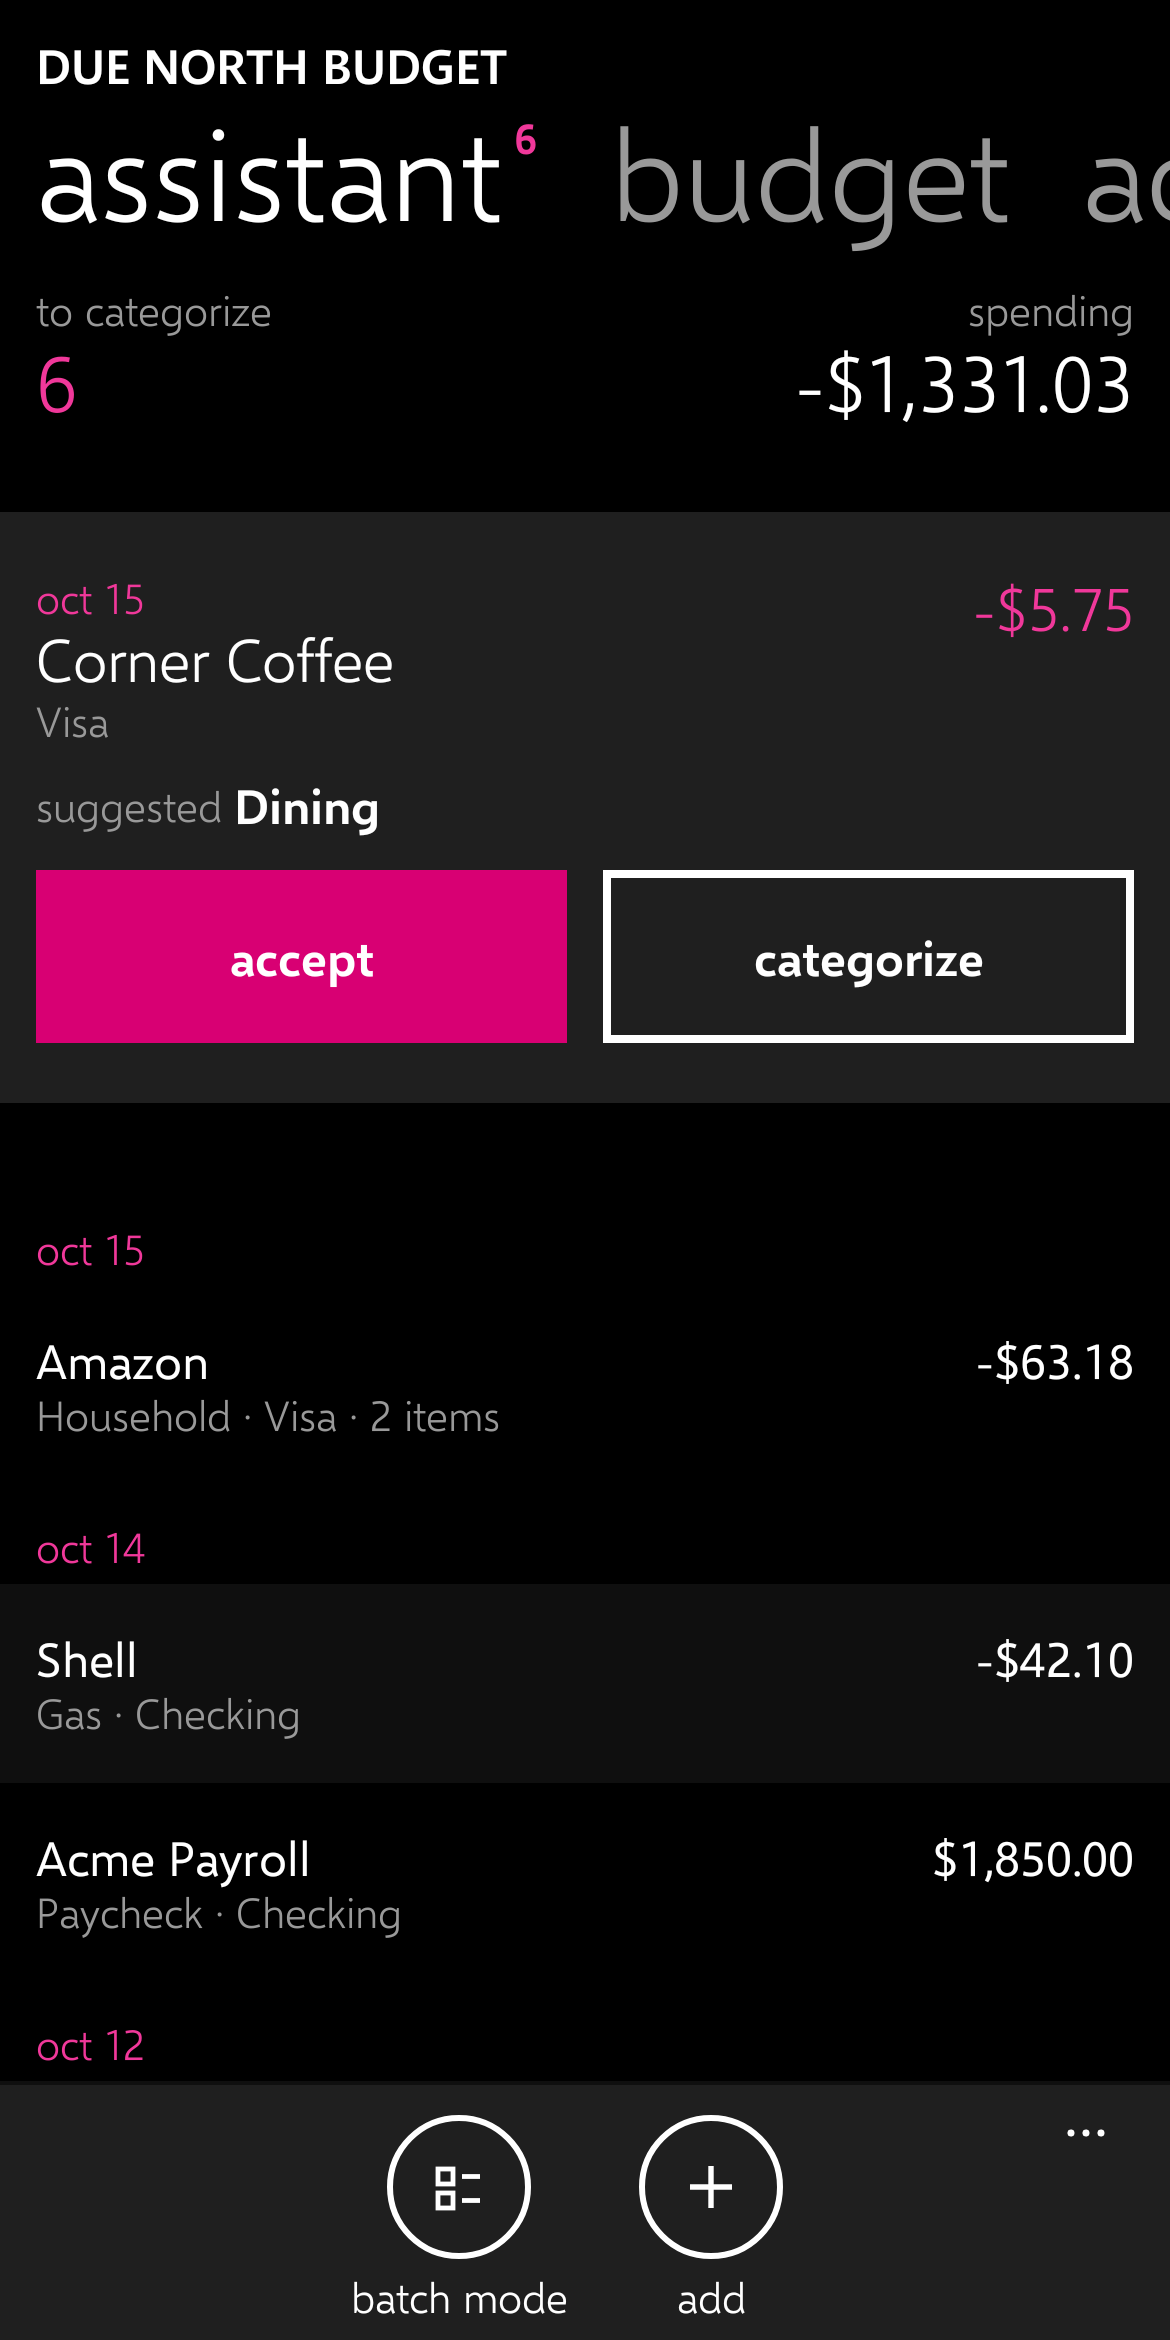 DUE NORTH BUDGET
assistant 6 budget ac
to categorize spending
6 -$1,331.03
oct 15 -$5.75
Corner Coffee
Visa
suggested Dining
accept categorize
oct 15
Amazon -$63.18
Household · Visa · 2 items
oct 14
Shell -$42.10
Gas · Checking
Acme Payroll $1,850.00
Paycheck · Checking
oct 12
...
batch mode add